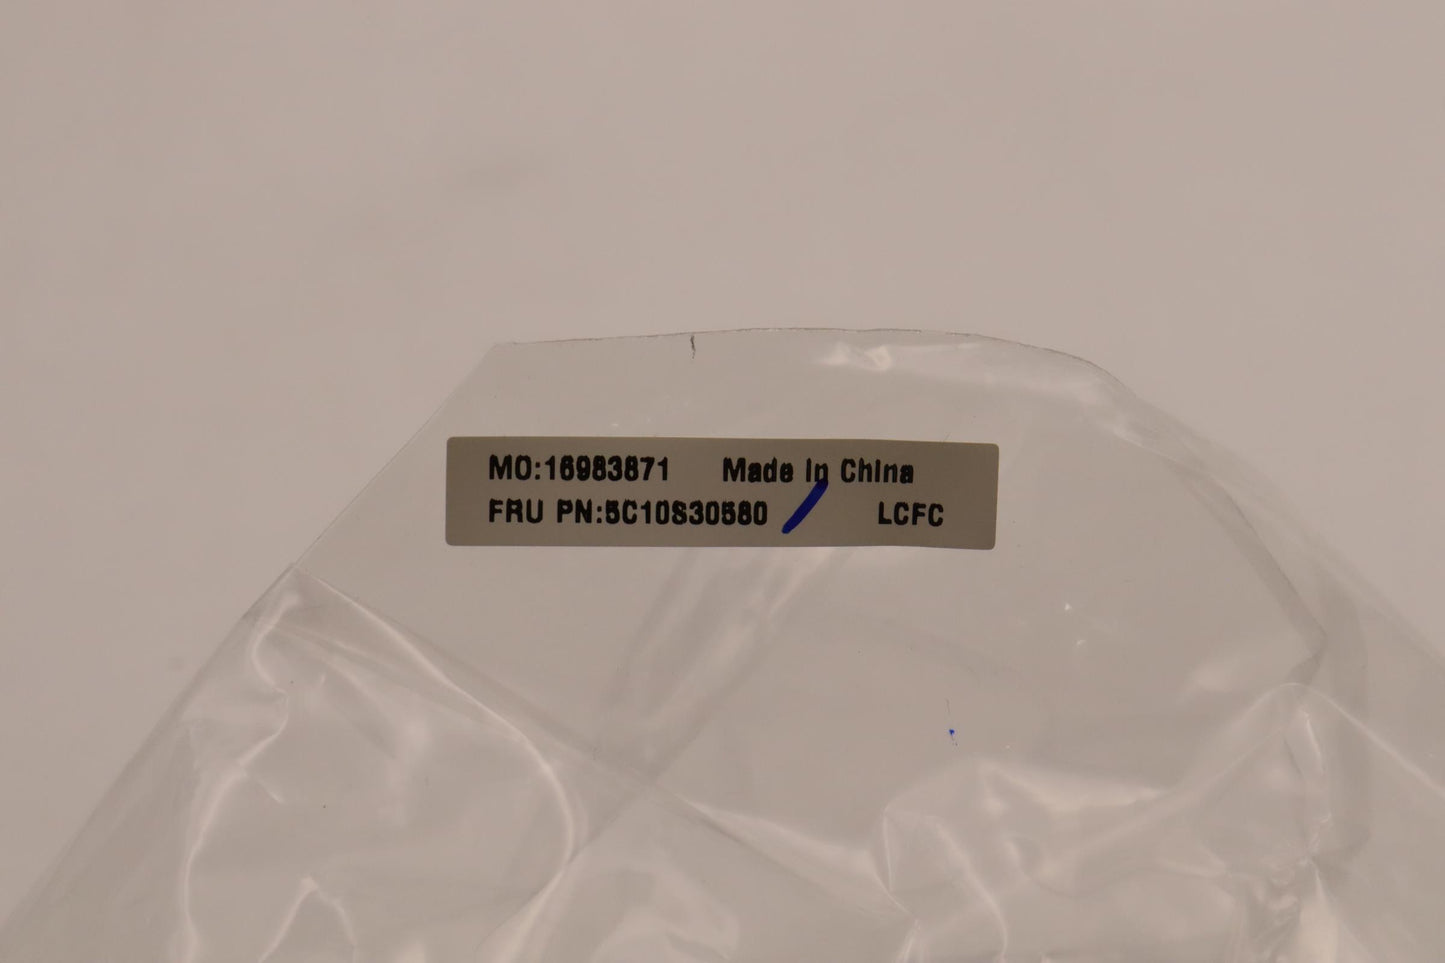 MO:16983871 Made in China
FRU PN:5C10S30580 LCFC